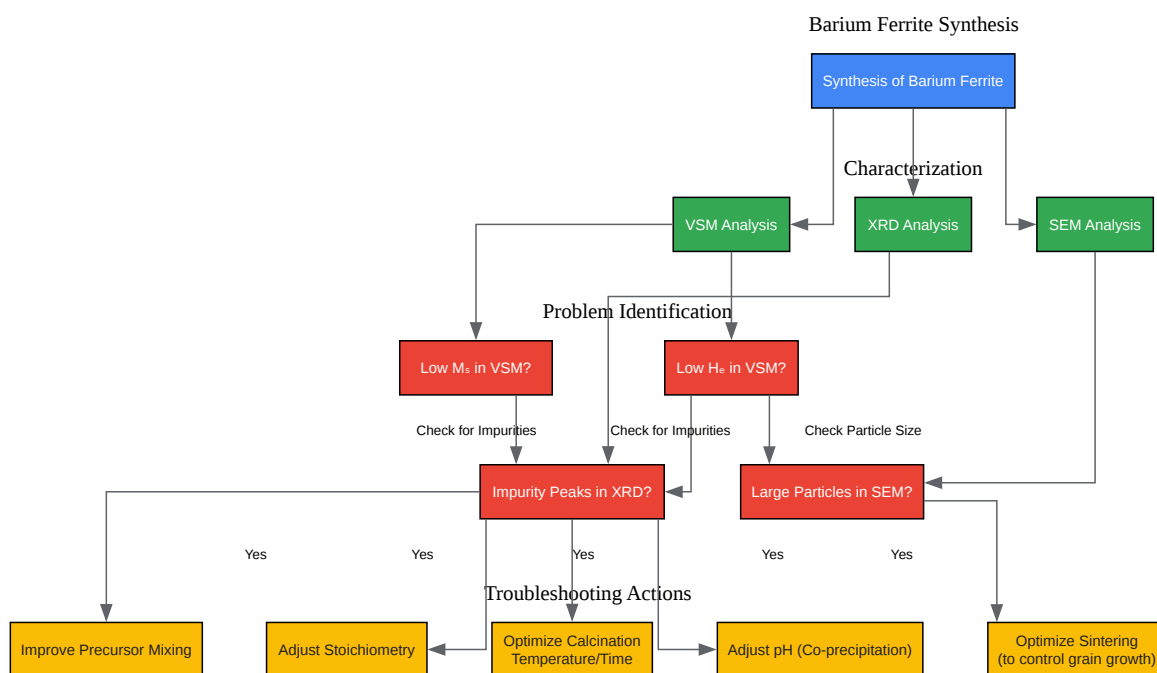 Barium Ferrite Synthesis
Synthesis of Barium Ferrite
Characterization
VSM Analysis
XRD Analysis
SEM Analysis
Problem Identification
Low Mₛ in VSM?
Low Hₑ in VSM?
Check for Impurities
Check for Impurities
Check Particle Size
Impurity Peaks in XRD?
Large Particles in SEM?
Yes
Yes
Yes
Yes
Yes
Troubleshooting Actions
Improve Precursor Mixing
Adjust Stoichiometry
Optimize Calcination
Temperature/Time
Adjust pH (Co-precipitation)
Optimize Sintering
(to control grain growth)